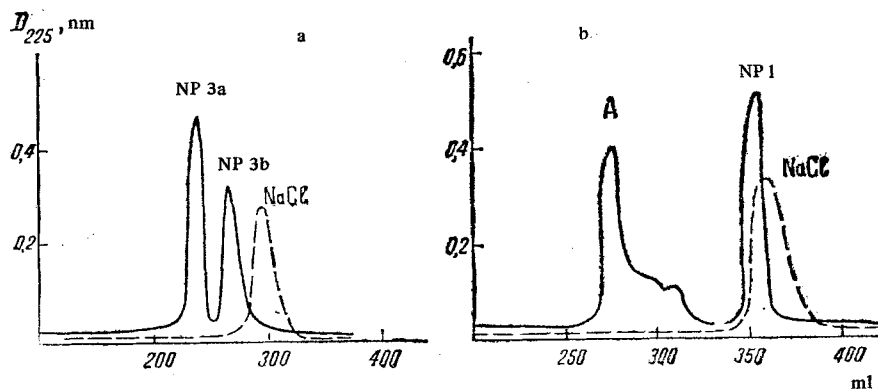 D225, nm
a
b.
NP 3a
NP 3b
NaCl
0,4
0,2
200
300
400
0,6
0,4
0,2
A
NP 1
NaCl
250
300
350
400
ml